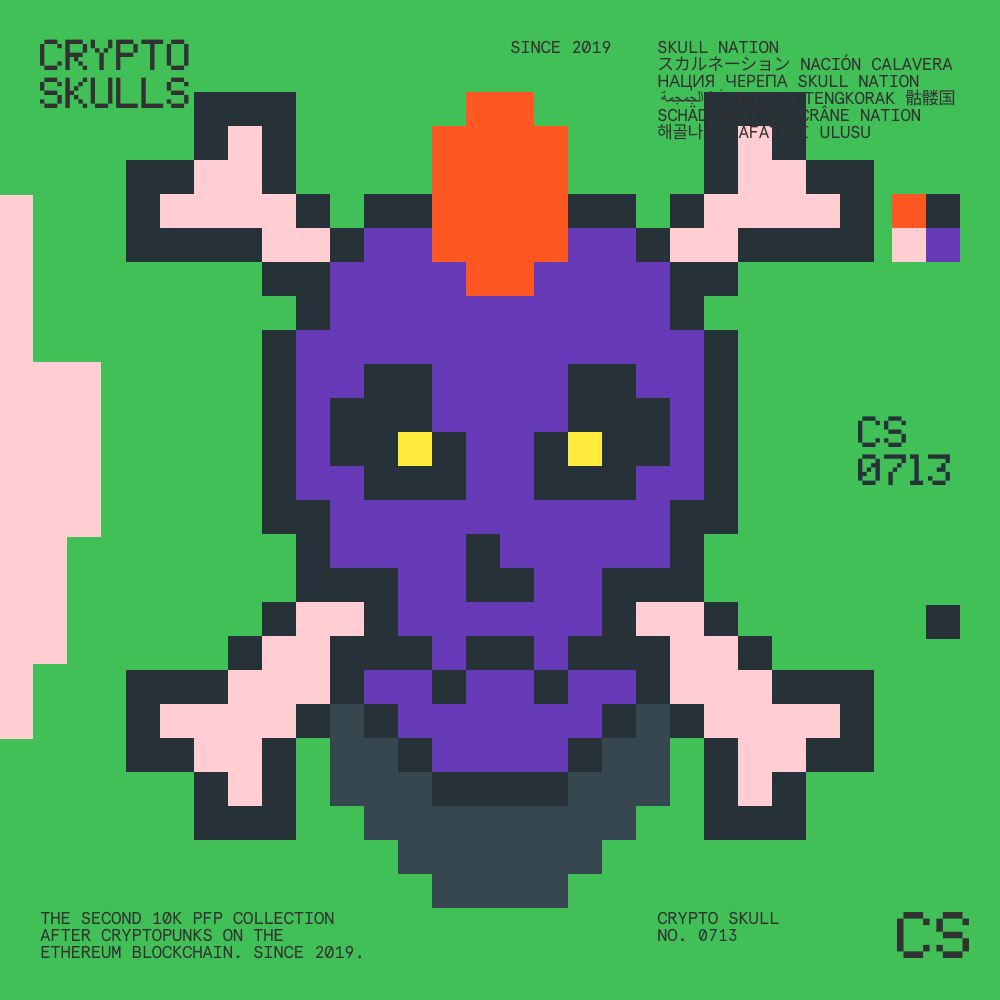 CRYPTO
SKULLS
SINCE 2019
SKULL NATION
スカルネーション NACIÓN CALAVERA
НАЦИЯ ЧЕРЕПА SKULL NATION
TENGKORAK 骷髅国
CRÂNE NATION
해골나 ULUSU
CS
0713
THE SECOND 10K PFP COLLECTION
AFTER CRYPTOPUNKS ON THE
ETHEREUM BLOCKCHAIN. SINCE 2019.
CRYPTO SKULL
NO. 0713
CS